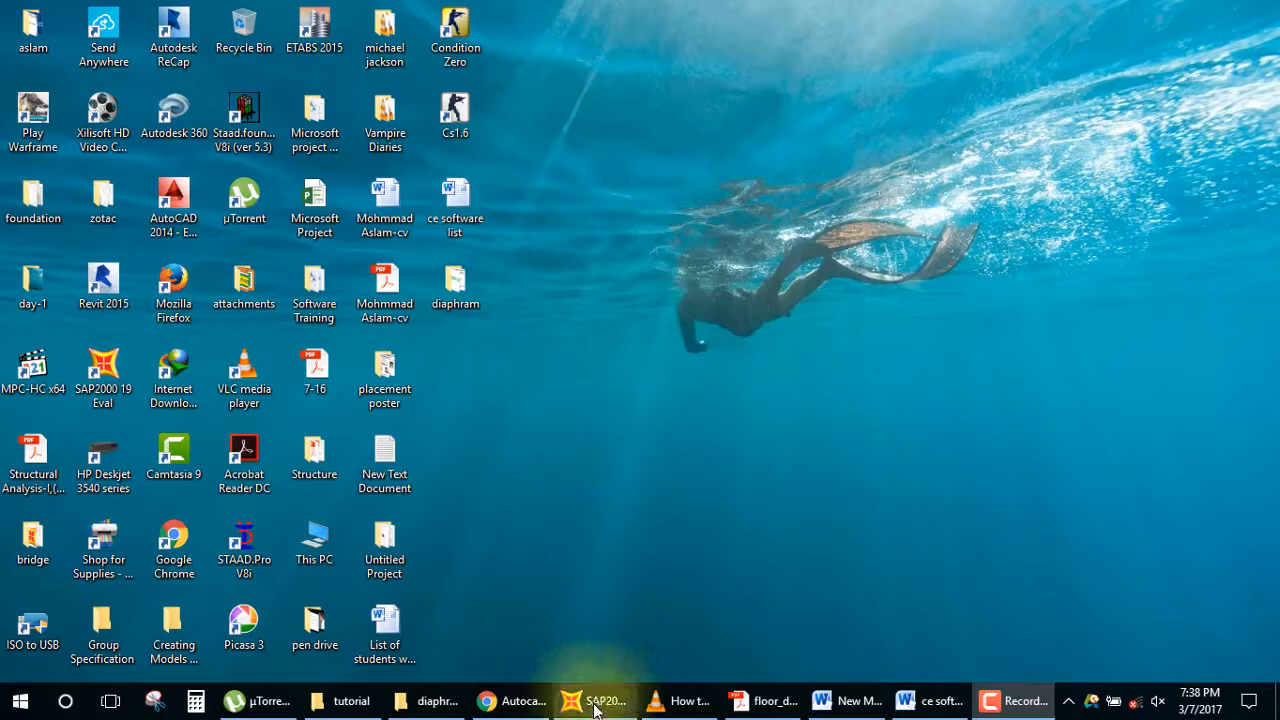 aslam
Send
Anywhere
Autodesk
ReCap
Recycle Bin
ETABS 2015
michael
jackson
Condition
Zero
Play
Warframe
Xilisoft HD
Video C...
Autodesk 360
Staad.foun...
V8i (ver 5.3)
Microsoft
project ...
Vampire
Diaries
Cs1.6
foundation
zotac
AutoCAD
2014 - E...
µTorrent
Microsoft
Project
Mohmmad
Aslam-cv
ce software
list
day-1
Revit 2015
Mozilla
Firefox
attachments
Software
Training
Mohmmad
Aslam-cv
diaphram
MPC-HC x64
SAP2000 19
Eval
Internet
Downlo...
VLC media
player
7-16
placement
poster
Structural
Analysis-I,(...
HP Deskjet
3540 series
Camtasia 9
Acrobat
Reader DC
Structure
New Text
Document
bridge
Shop for
Supplies - ...
Google
Chrome
STAAD.Pro
V8i
This PC
Untitled
Project
ISO to USB
Group
Specification
Creating
Models ...
Picasa 3
pen drive
List of
students w...
µTorre...
tutorial
diaphr...
Autoca...
SAP20...
How t...
floor_d...
New M...
ce soft...
Record...
7:38 PM
3/7/2017